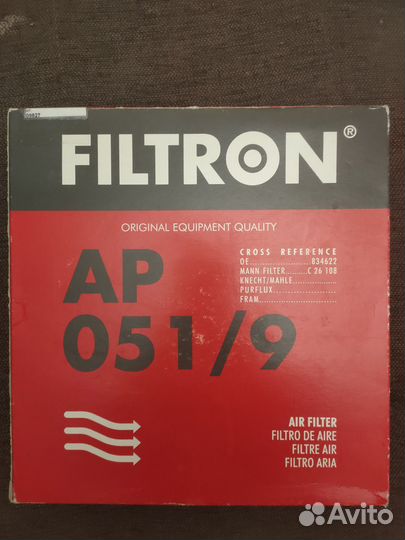 09827
FILTRON®
ORIGINAL EQUIPMENT QUALITY
AP
051/9
CROSS REFERENCE
OE....................834622
MANN FILTER.......C 26 108
KNECHT/MAHLE..............
PURFLUX...................
FRAM......................
AIR FILTER
FILTRO DE AIRE
FILTRE AIR
FILTRO ARIA
Avito